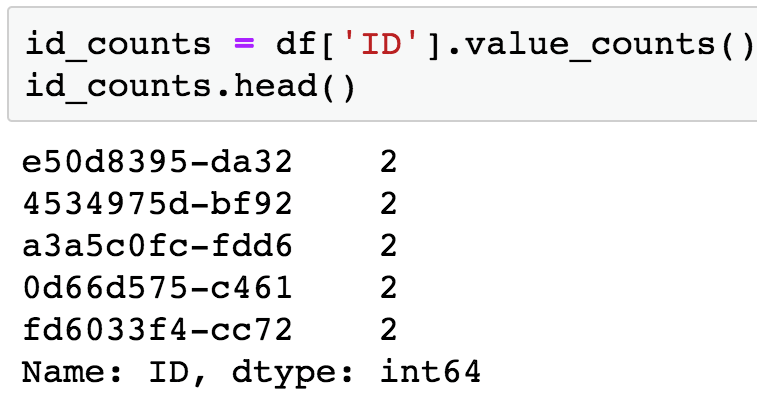 id_counts = df['ID'].value_counts()
id_counts.head()
e50d8395-da32    2
4534975d-bf92    2
a3a5c0fc-fdd6    2
0d66d575-c461    2
fd6033f4-cc72    2
Name: ID, dtype: int64